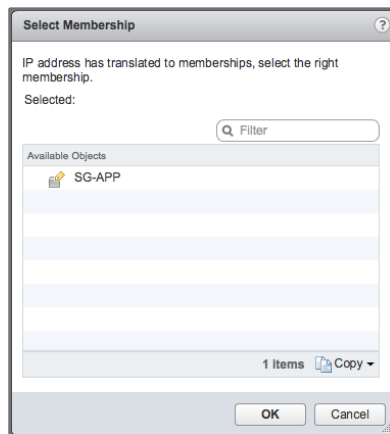 Select Membership
?
IP address has translated to memberships, select the right
membership.
Selected:
Filter
Available Objects
SG-APP
1 items Copy
OK Cancel